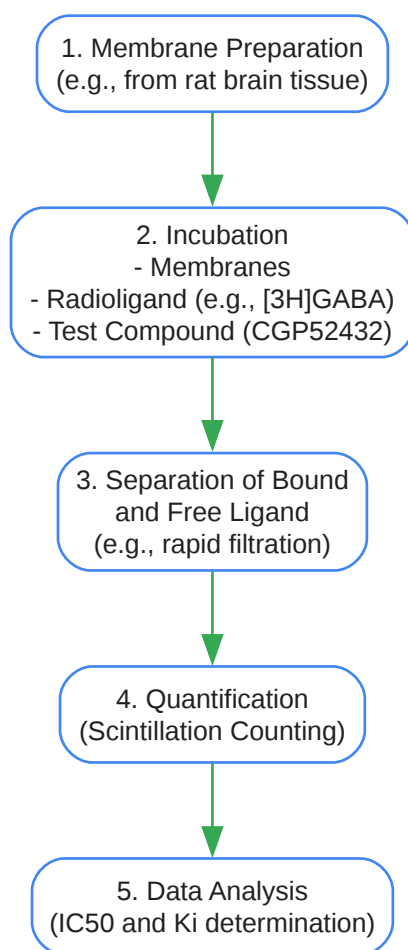 1. Membrane Preparation
(e.g., from rat brain tissue)
2. Incubation
- Membranes
- Radioligand (e.g., [3H]GABA)
- Test Compound (CGP52432)
3. Separation of Bound
and Free Ligand
(e.g., rapid filtration)
4. Quantification
(Scintillation Counting)
5. Data Analysis
(IC50 and Ki determination)